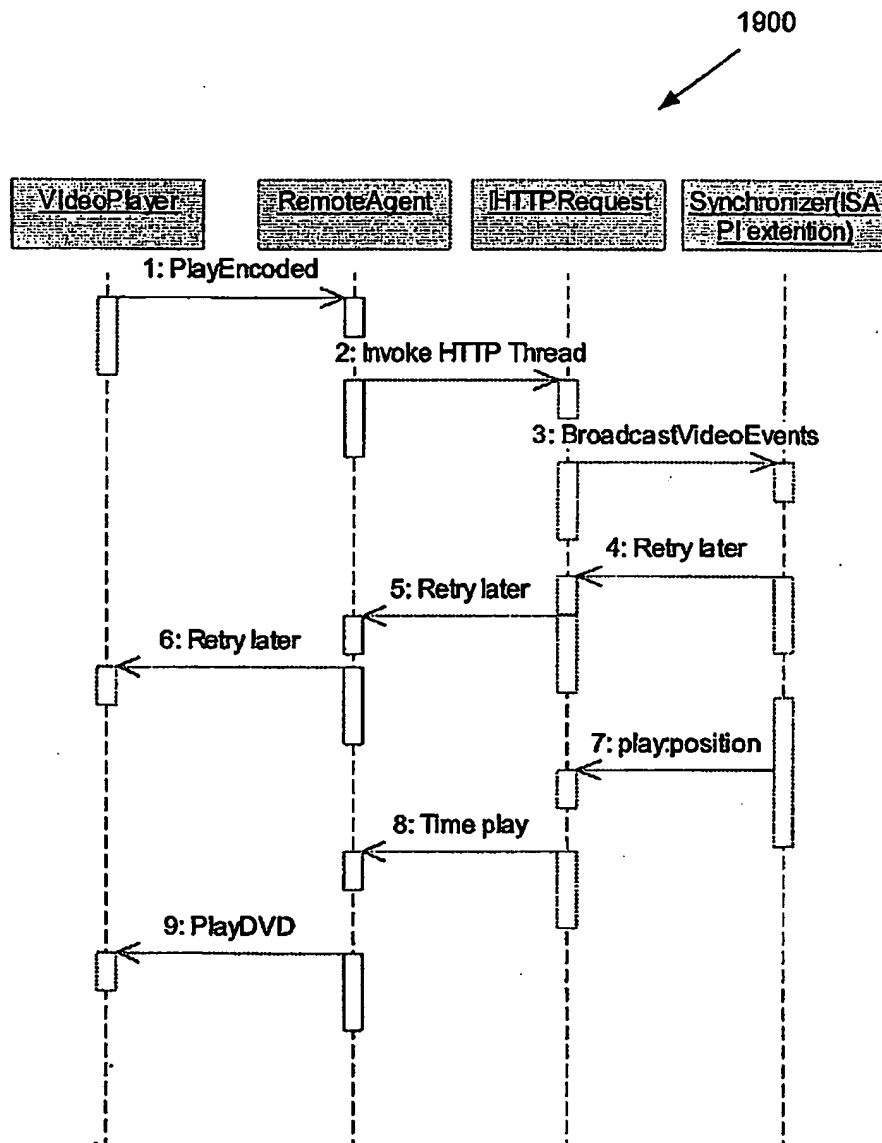 1900
VideoPlayer
RemoteAgent
IHTTPRequest
Synchronizer(ISA
PI extention)
1: PlayEncoded
2: Invoke HTTP Thread
3: BroadcastVideoEvents
4: Retry later
5: Retry later
6: Retry later
7: play:position
8: Time play
9: PlayDVD